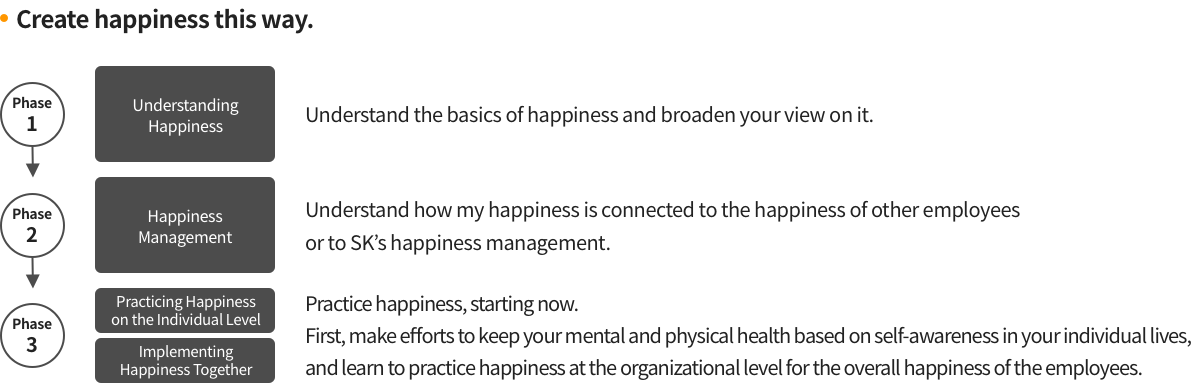 Create happiness this way.
Phase
1
Understanding
Happiness
Understand the basics of happiness and broaden your view on it.
Phase
2
Happiness
Management
Understand how my happiness is connected to the happiness of other employees
or to SK’s happiness management.
Phase
3
Practicing Happiness
on the Individual Level
Implementing
Happiness Together
Practice happiness, starting now.
First, make efforts to keep your mental and physical health based on self-awareness in your individual lives,
and learn to practice happiness at the organizational level for the overall happiness of the employees.